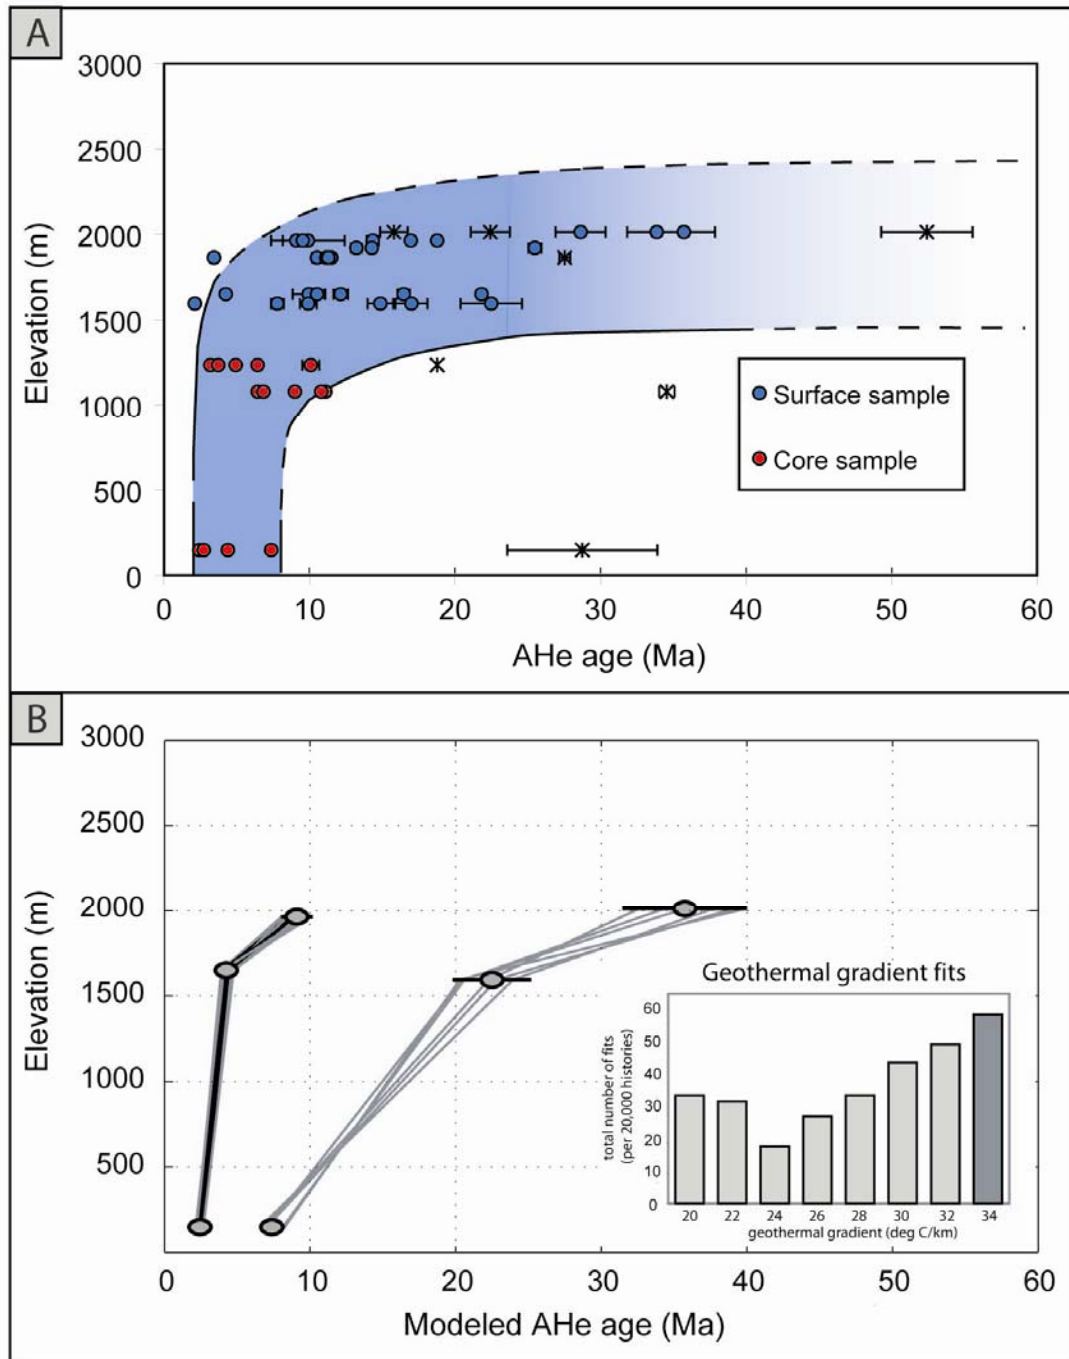 A
3000
2500
2000
1500
1000
500
0
Elevation (m)
Surface sample
Core sample
0 10 20 30 40 50 60
AHe age (Ma)
B
3000
2500
2000
1500
1000
500
Elevation (m)
Geothermal gradient fits
60
50
40
30
20
10
0
total number of fits
(per 20,000 histories)
20 22 24 26 28 30 32 34
geothermal gradient (deg C/km)
0 10 20 30 40 50 60
Modeled AHe age (Ma)